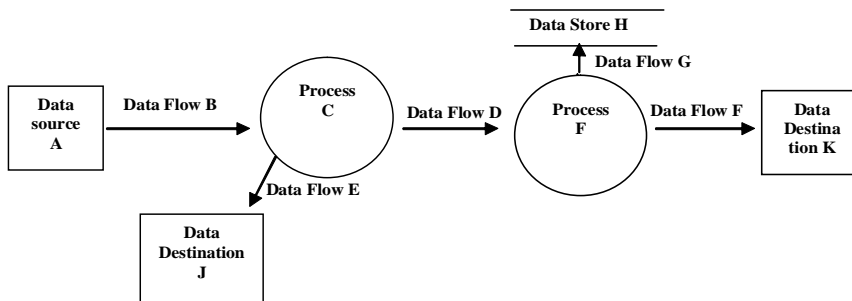 Data Store H
Data Flow G
Data
source
A
Data Flow B
Process
C
Data Flow D
Process
F
Data Flow F
Data
Destina
tion K
Data Flow E
Data
Destination
J